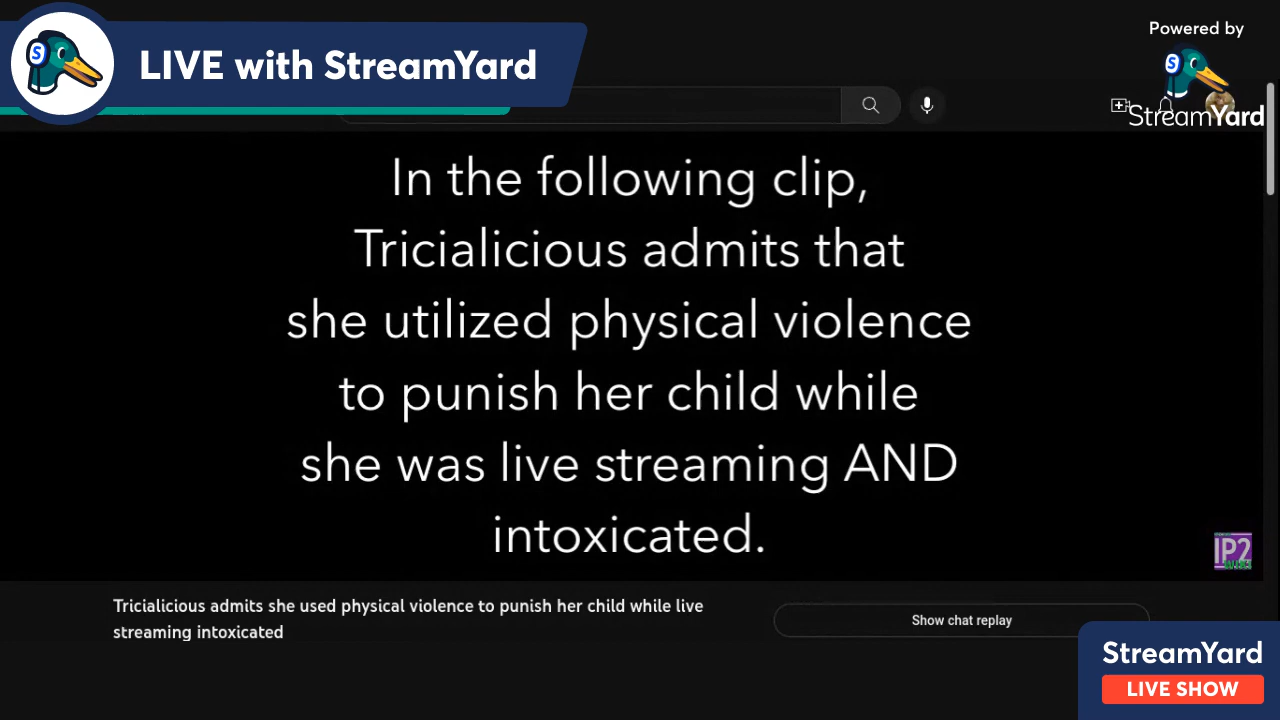 LIVE with StreamYard
Powered by
StreamYard
In the following clip,
Tricialicious admits that
she utilized physical violence
to punish her child while
she was live streaming AND
intoxicated.
IP2
Tricialicious admits she used physical violence to punish her child while live
streaming intoxicated
Show chat replay
StreamYard
LIVE SHOW